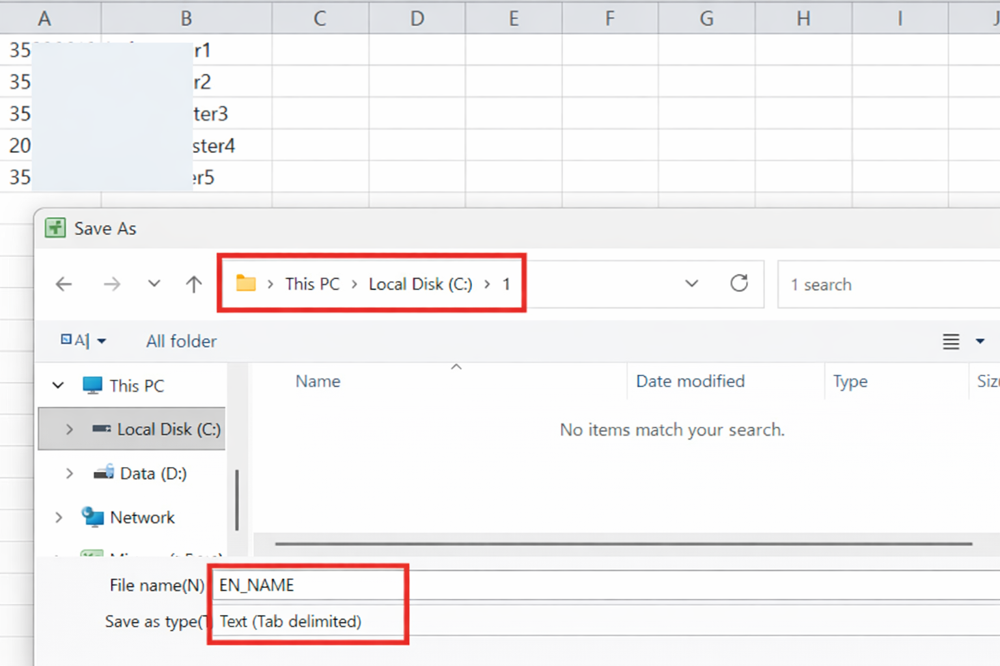 A B C D E F G H I J
35 r1
35 r2
35 ter3
20 ster4
35 er5
Save As
This PC Local Disk (C:) 1
1 search
A All folder
This PC
Local Disk (C:)
Data (D:)
Network
Name Date modified Type Siz
No items match your search.
File name(N) EN_NAME
Save as type(T Text (Tab delimited)